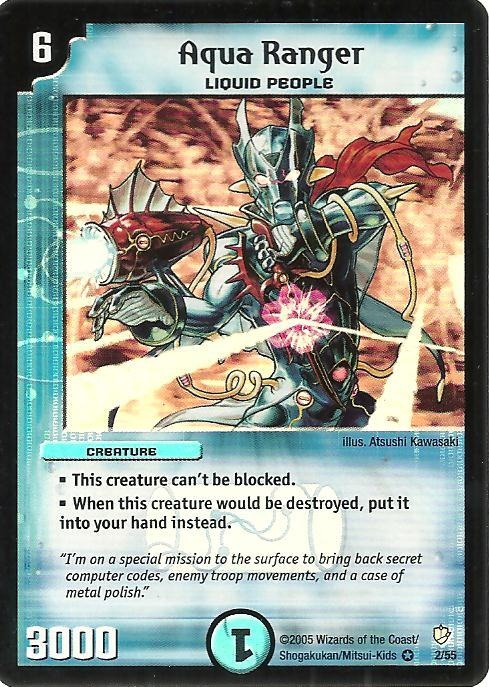 6
Aqua Ranger
LIQUID PEOPLE
illus. Atsushi Kawasaki
CREATURE
▪ This creature can't be blocked.
▪ When this creature would be destroyed, put it
into your hand instead.
"I'm on a special mission to the surface to bring back secret
computer codes, enemy troop movements, and a case of
metal polish."
3000
1
©2005 Wizards of the Coast/
Shogakukan/Mitsui-Kids
2/55